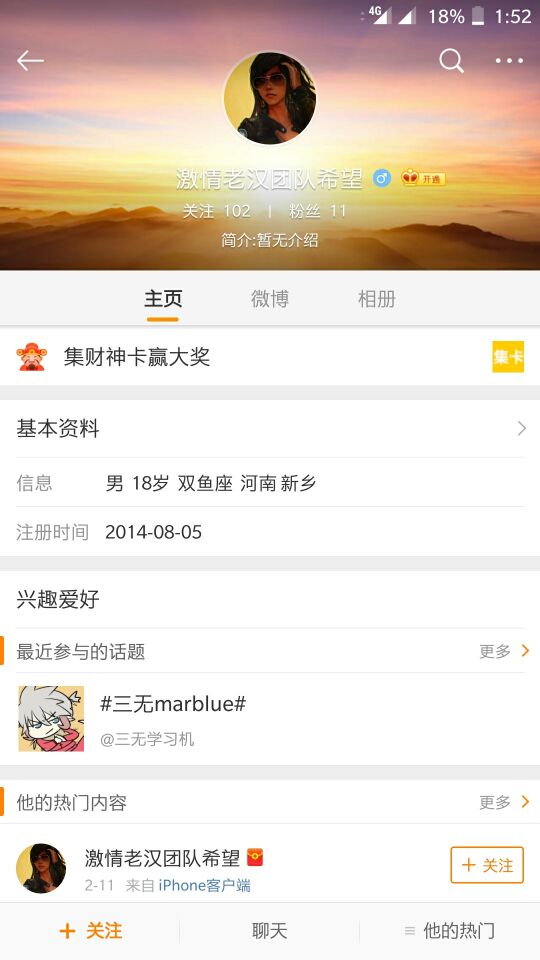 4G 18% 1:52
激情老汉团队希望 开通
关注 102 | 粉丝 11
简介:暂无介绍
主页 微博 相册
集财神卡赢大奖 集卡
基本资料
信息 男 18岁 双鱼座 河南 新乡
注册时间 2014-08-05
兴趣爱好
最近参与的话题 更多
#三无marblue#
@三无学习机
他的热门内容 更多
激情老汉团队希望
2-11 来自 iPhone客户端 + 关注
+ 关注 聊天 ≡ 他的热门